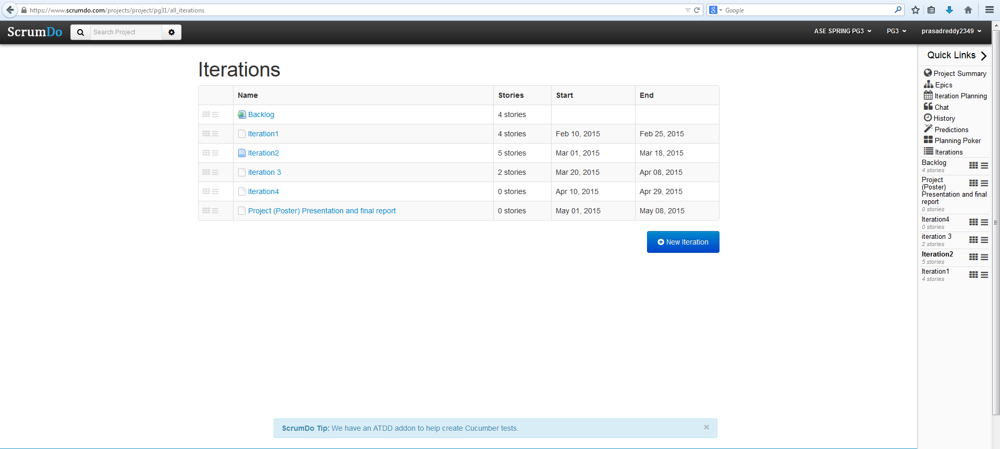 https://www.scrumdo.com/projects/project/pg31/all_iterations
Google
ScrumDo
Search Project
ASE SPRING PG3
PG3
prasadreddy2349
Iterations
Name Stories Start End
Backlog 4 stories
Iteration1 4 stories Feb 10, 2015 Feb 25, 2015
Iteration2 5 stories Mar 01, 2015 Mar 18, 2015
iteration 3 2 stories Mar 20, 2015 Apr 08, 2015
Iteration4 0 stories Apr 10, 2015 Apr 29, 2015
Project (Poster) Presentation and final report 0 stories May 01, 2015 May 08, 2015
New Iteration
ScrumDo Tip: We have an ATDD addon to help create Cucumber tests.
Quick Links
Project Summary
Epics
Iteration Planning
Chat
History
Predictions
Planning Poker
Iterations
Backlog
4 stories
Project
(Poster)
Presentation and final
report
0 stories
Iteration4
0 stories
iteration 3
2 stories
Iteration2
5 stories
Iteration1
4 stories